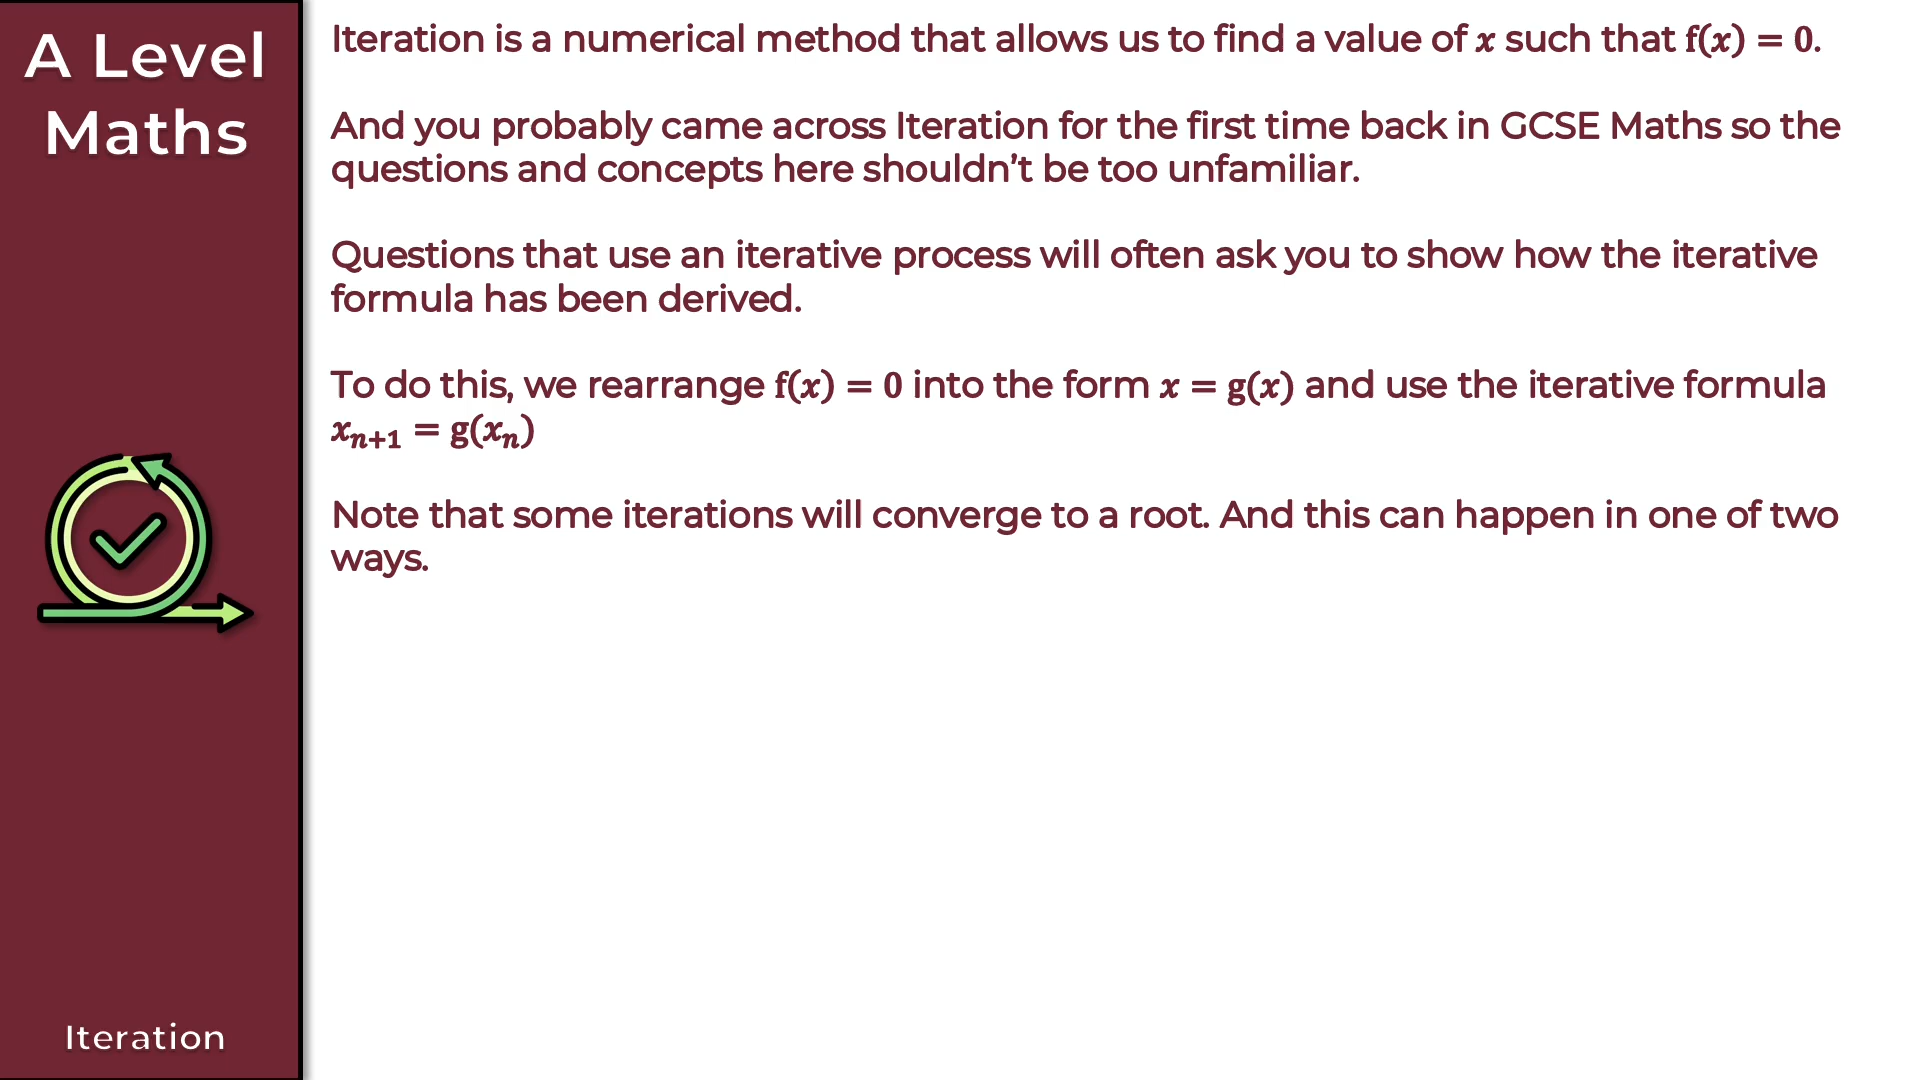 A Level
Maths
Iteration
Iteration is a numerical method that allows us to find a value of x such that f(x) = 0.
And you probably came across Iteration for the first time back in GCSE Maths so the
questions and concepts here shouldn’t be too unfamiliar.
Questions that use an iterative process will often ask you to show how the iterative
formula has been derived.
To do this, we rearrange f(x) = 0 into the form x = g(x) and use the iterative formula
xₙ₊₁ = g(xₙ)
Note that some iterations will converge to a root. And this can happen in one of two
ways.